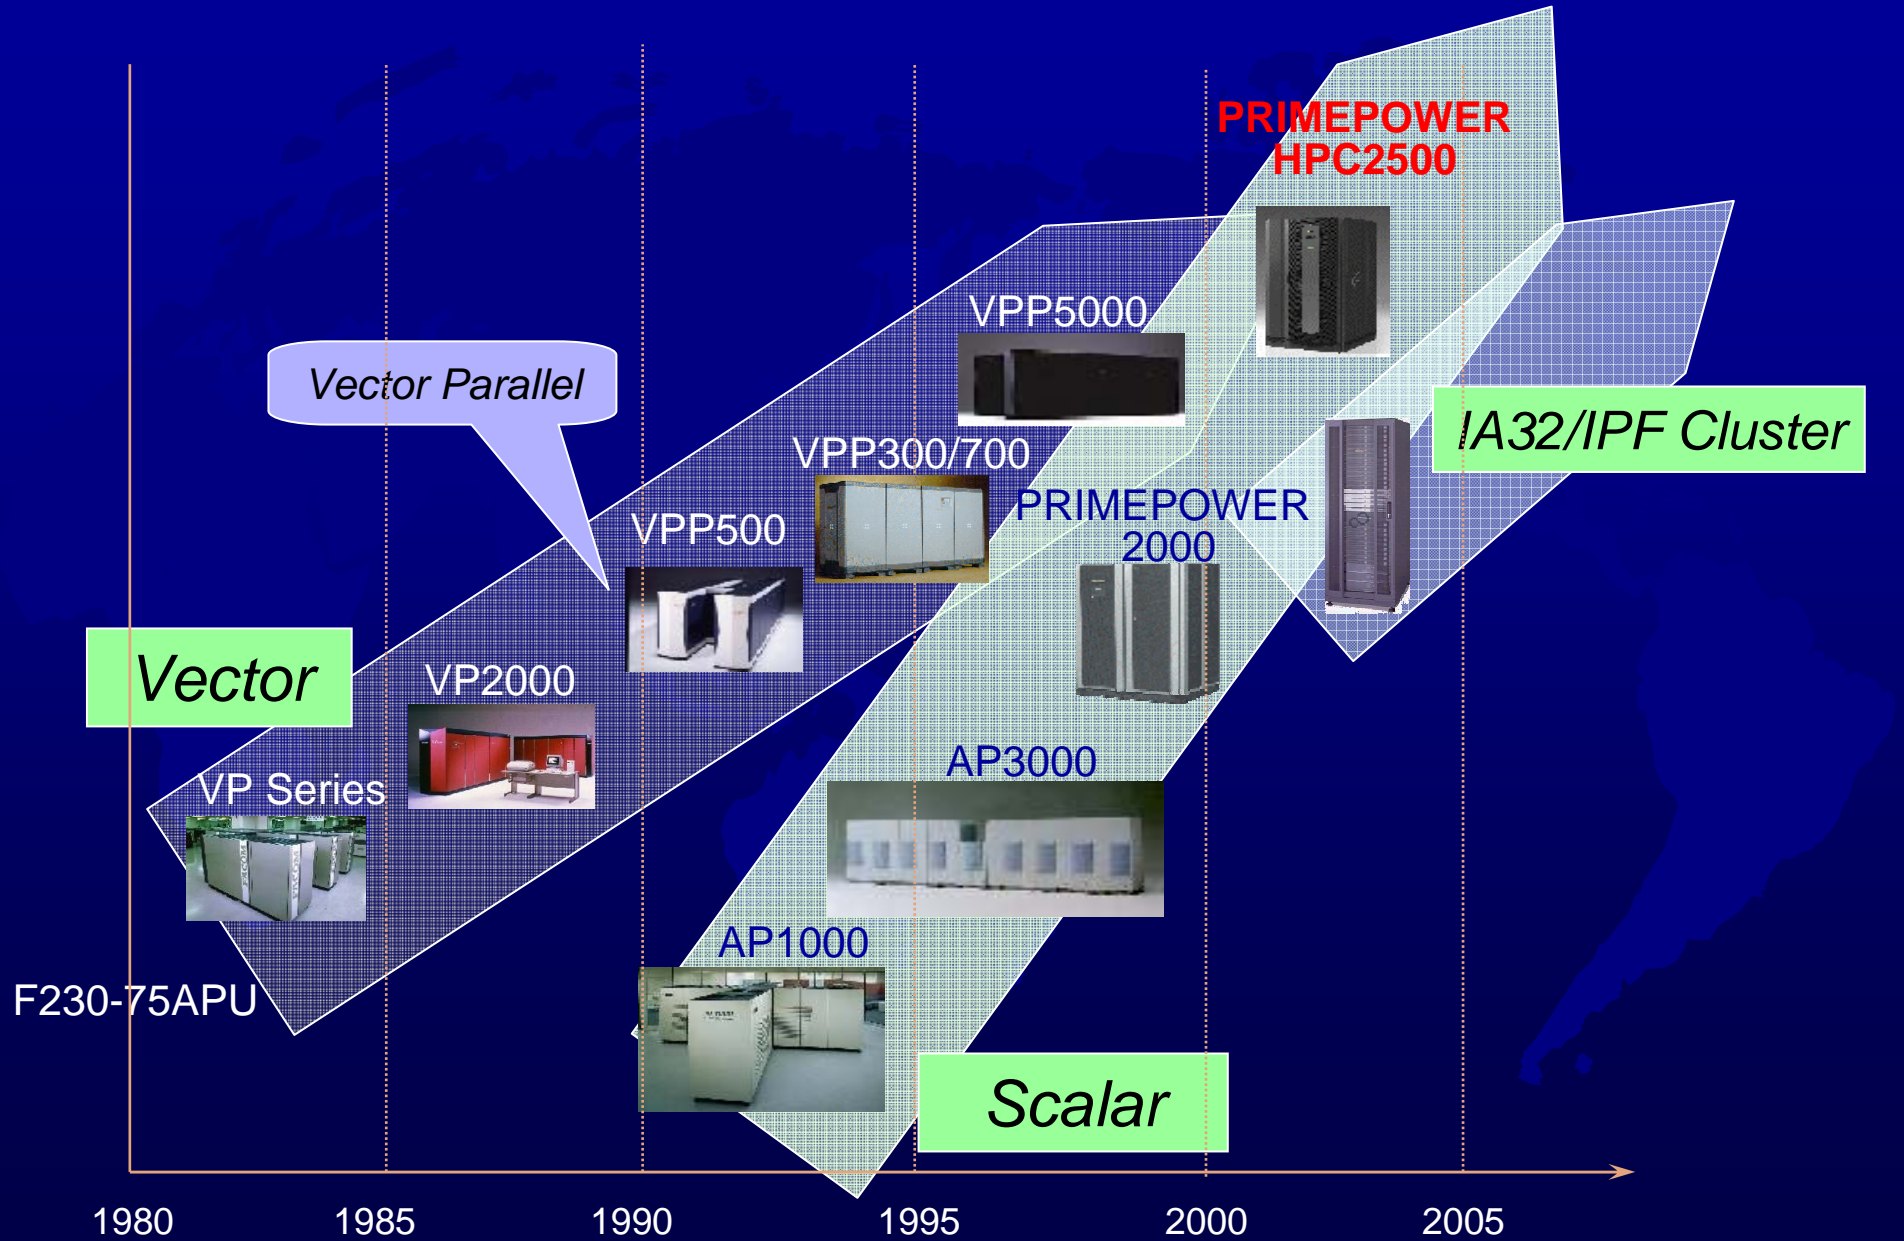 PRIMEPOWER
HPC2500
VPP5000
Vector Parallel
IA32/IPF Cluster
VPP300/700
PRIMEPOWER
2000
VPP500
Vector
VP2000
AP3000
VP Series
AP1000
F230-75APU
Scalar
1980
1985
1990
1995
2000
2005